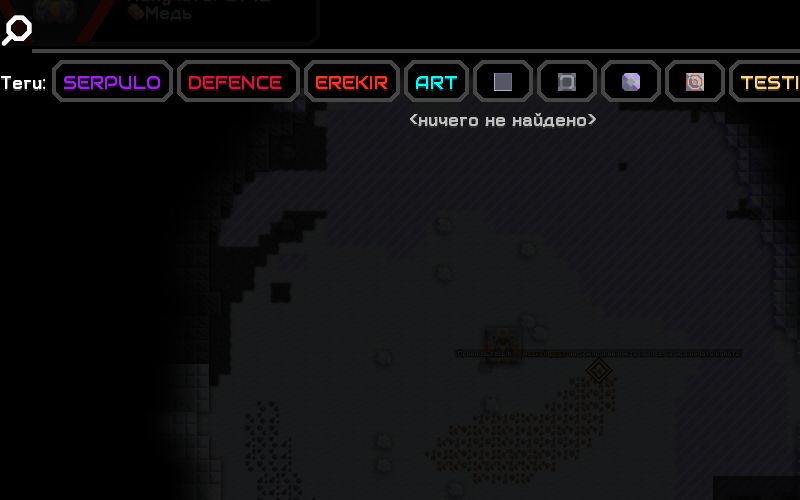 Медь
Теги: SERPULO DEFENCE EREKIR ART TESTI
<ничего не найдено>